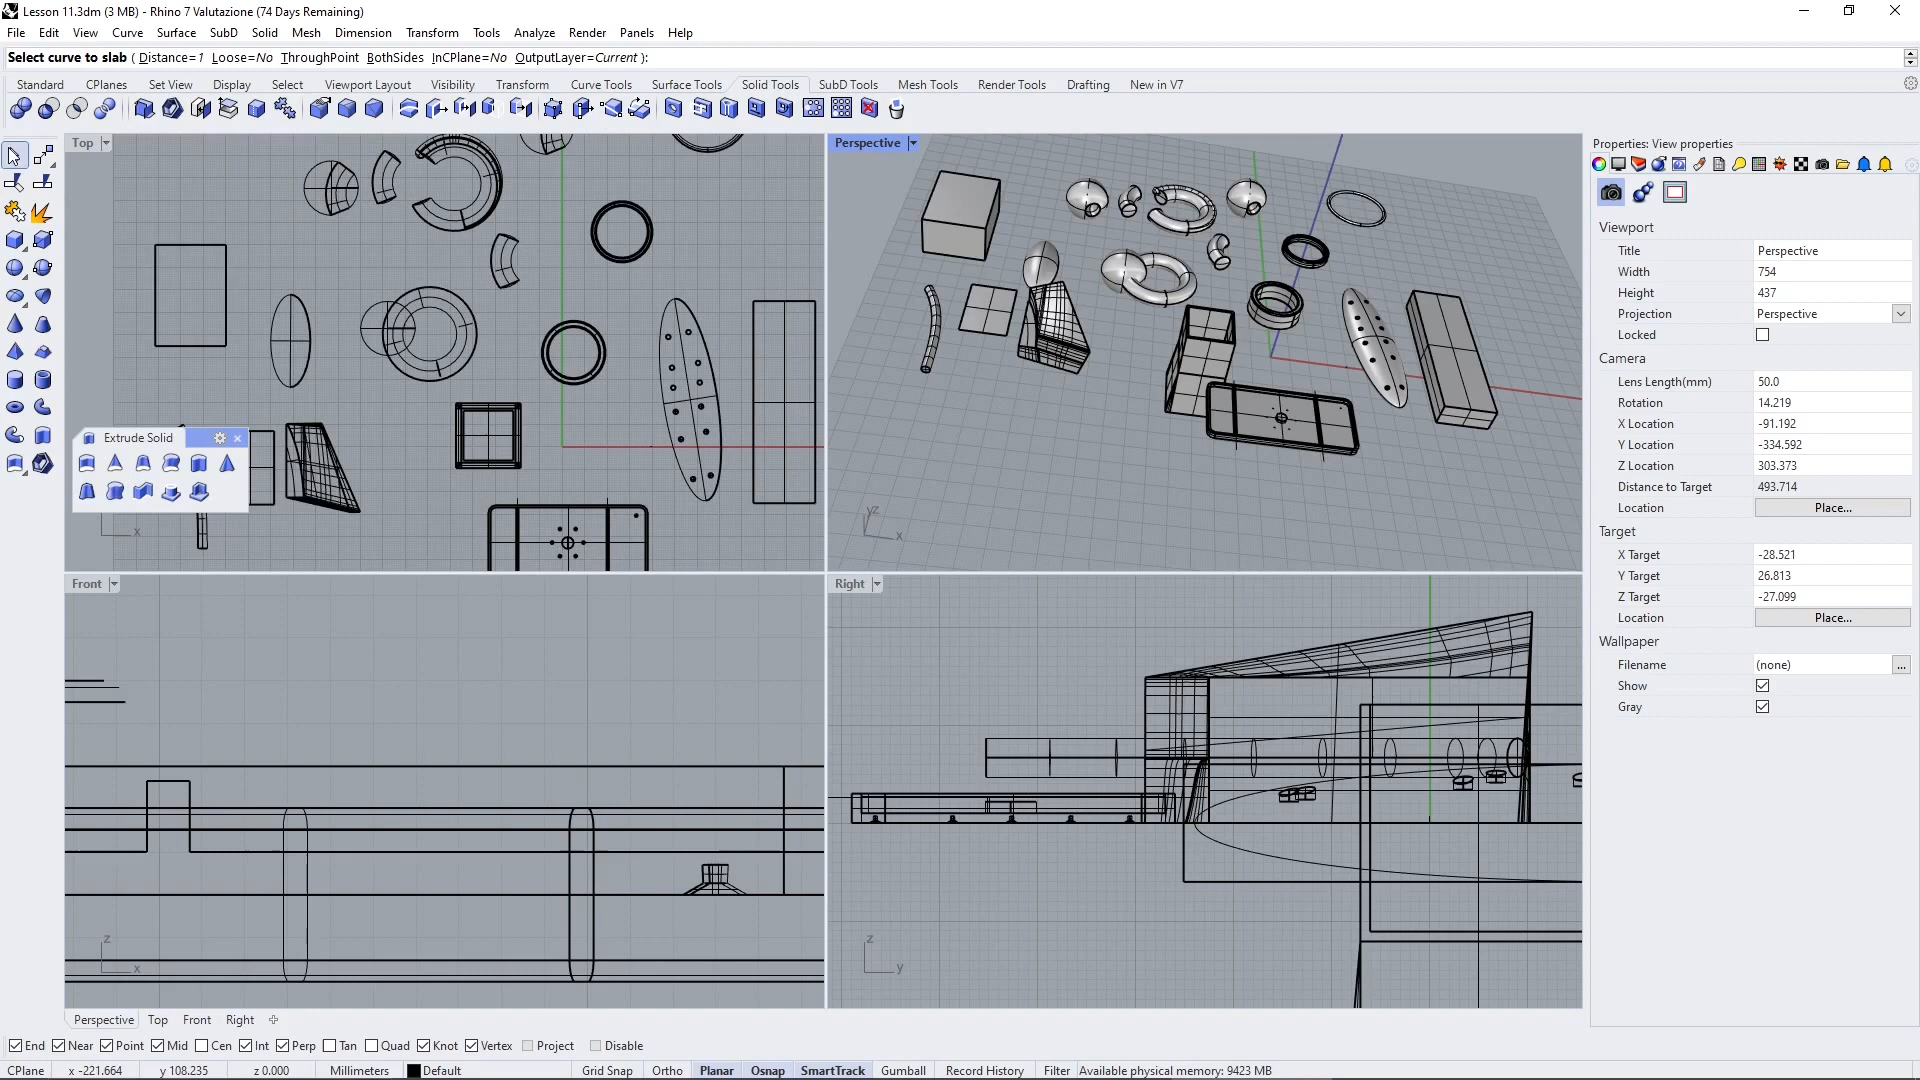 Lesson 11.3dm (3 MB) - Rhino 7 Valutazione (74 Days Remaining)
File Edit View Curve Surface SubD Solid Mesh Dimension Transform Tools Analyze Render Panels Help
Select curve to slab ( Distance=1 Loose=No ThroughPoint BothSides InCPlane=No OutputLayer=Current ):
Standard CPlanes Set View Display Select Viewport Layout Visibility Transform Curve Tools Surface Tools Solid Tools SubD Tools Mesh Tools Render Tools Drafting New in V7
Top
Perspective
Properties: View properties
Viewport
Title Perspective
Width 754
Height 437
Projection Perspective
Locked
Camera
Lens Length(mm) 50.0
Rotation 14.219
X Location -91.192
Y Location -334.592
Z Location 303.373
Distance to Target 493.714
Location Place...
Target
X Target -28.521
Y Target 26.813
Z Target -27.099
Location Place...
Wallpaper
Filename (none) ...
Show
Gray
Extrude Solid
x
yz
x
Front
Right
z
x
z
y
Perspective Top Front Right
End Near Point Mid Cen Int Perp Tan Quad Knot Vertex Project Disable
CPlane x -221.664 y 108.235 z 0.000 Millimeters Default Grid Snap Ortho Planar Osnap SmartTrack Gumball Record History Filter Available physical memory: 9423 MB